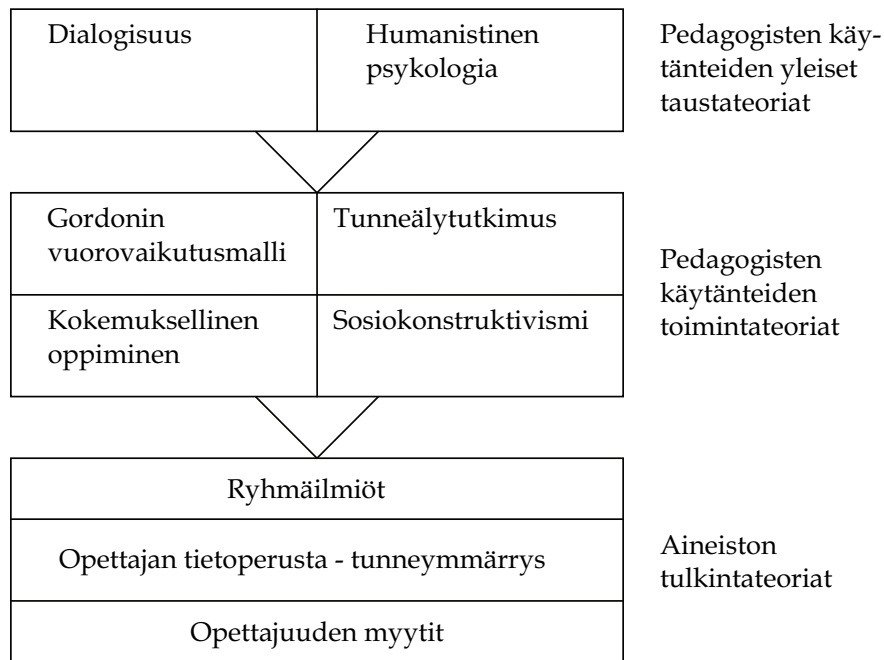 Dialogisuus
Humanistinen
psykologia
Pedagogisten käy-
tänteiden yleiset
taustateoriat
Gordonin
vuorovaikutusmalli
Tunneälytutkimus
Kokemuksellinen
oppiminen
Sosiokonstruktivismi
Pedagogisten
käytänteiden
toimintateoriat
Ryhmäilmiöt
Opettajan tietoperusta - tunneymmärrys
Opettajuuden myytit
Aineiston
tulkintateoriat